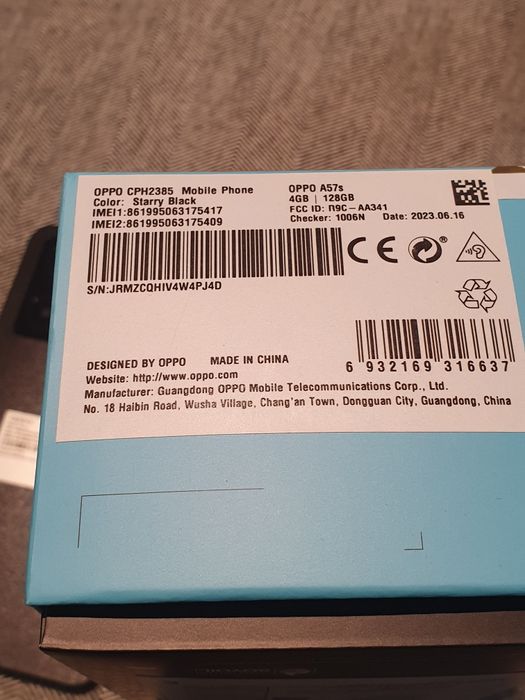 OPPO CPH2385 Mobile Phone
Color: Starry Black
IMEI1:861995063175417
IMEI2:861995063175409
OPPO A57s
4GB | 128GB
FCC ID: R9C-AA341
Checker: 1006N Date: 2023.06.16
S/N:JRMZCQHIV4W4PJ4D
CE
6 932169 316637
DESIGNED BY OPPO MADE IN CHINA
Website: http://www.oppo.com
Manufacturer: Guangdong OPPO Mobile Telecommunications Corp., Ltd.
No. 18 Haibin Road, Wusha Village, Chang'an Town, Dongguan City, Guangdong, China